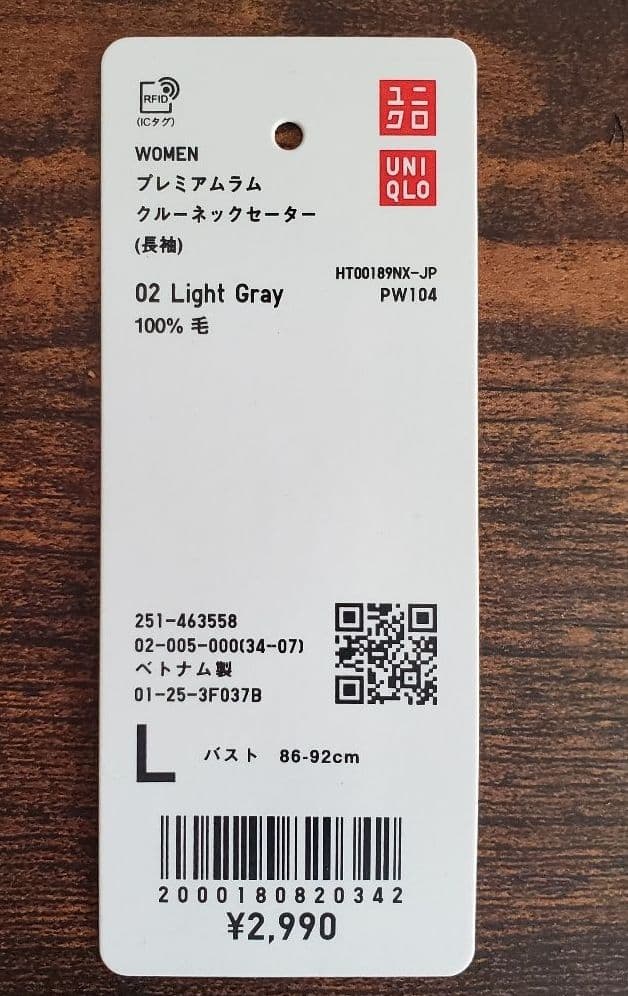 RFID
(ICタグ)
ユニ
クロ
UNI
QLO
WOMEN
プレミアムラム
クルーネックセーター
(長袖)
HT00189NX-JP
02 Light Gray
PW104
100% 毛
251-463558
02-005-000(34-07)
ベトナム製
01-25-3F037B
L
バスト 86-92cm
2000180820342
¥2,990